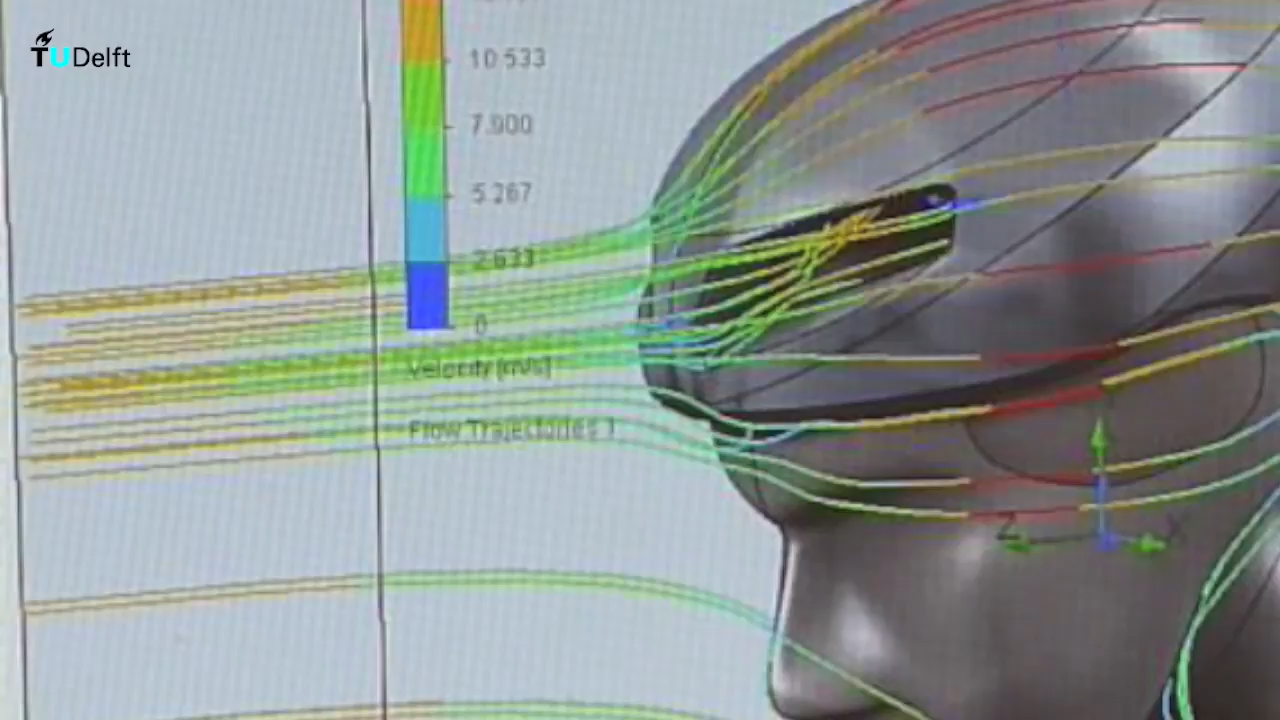 TUDelft
10 533
7.900
5.267
2.633
0
Velocity [m/s]
Flow Trajectories 1
Z
X